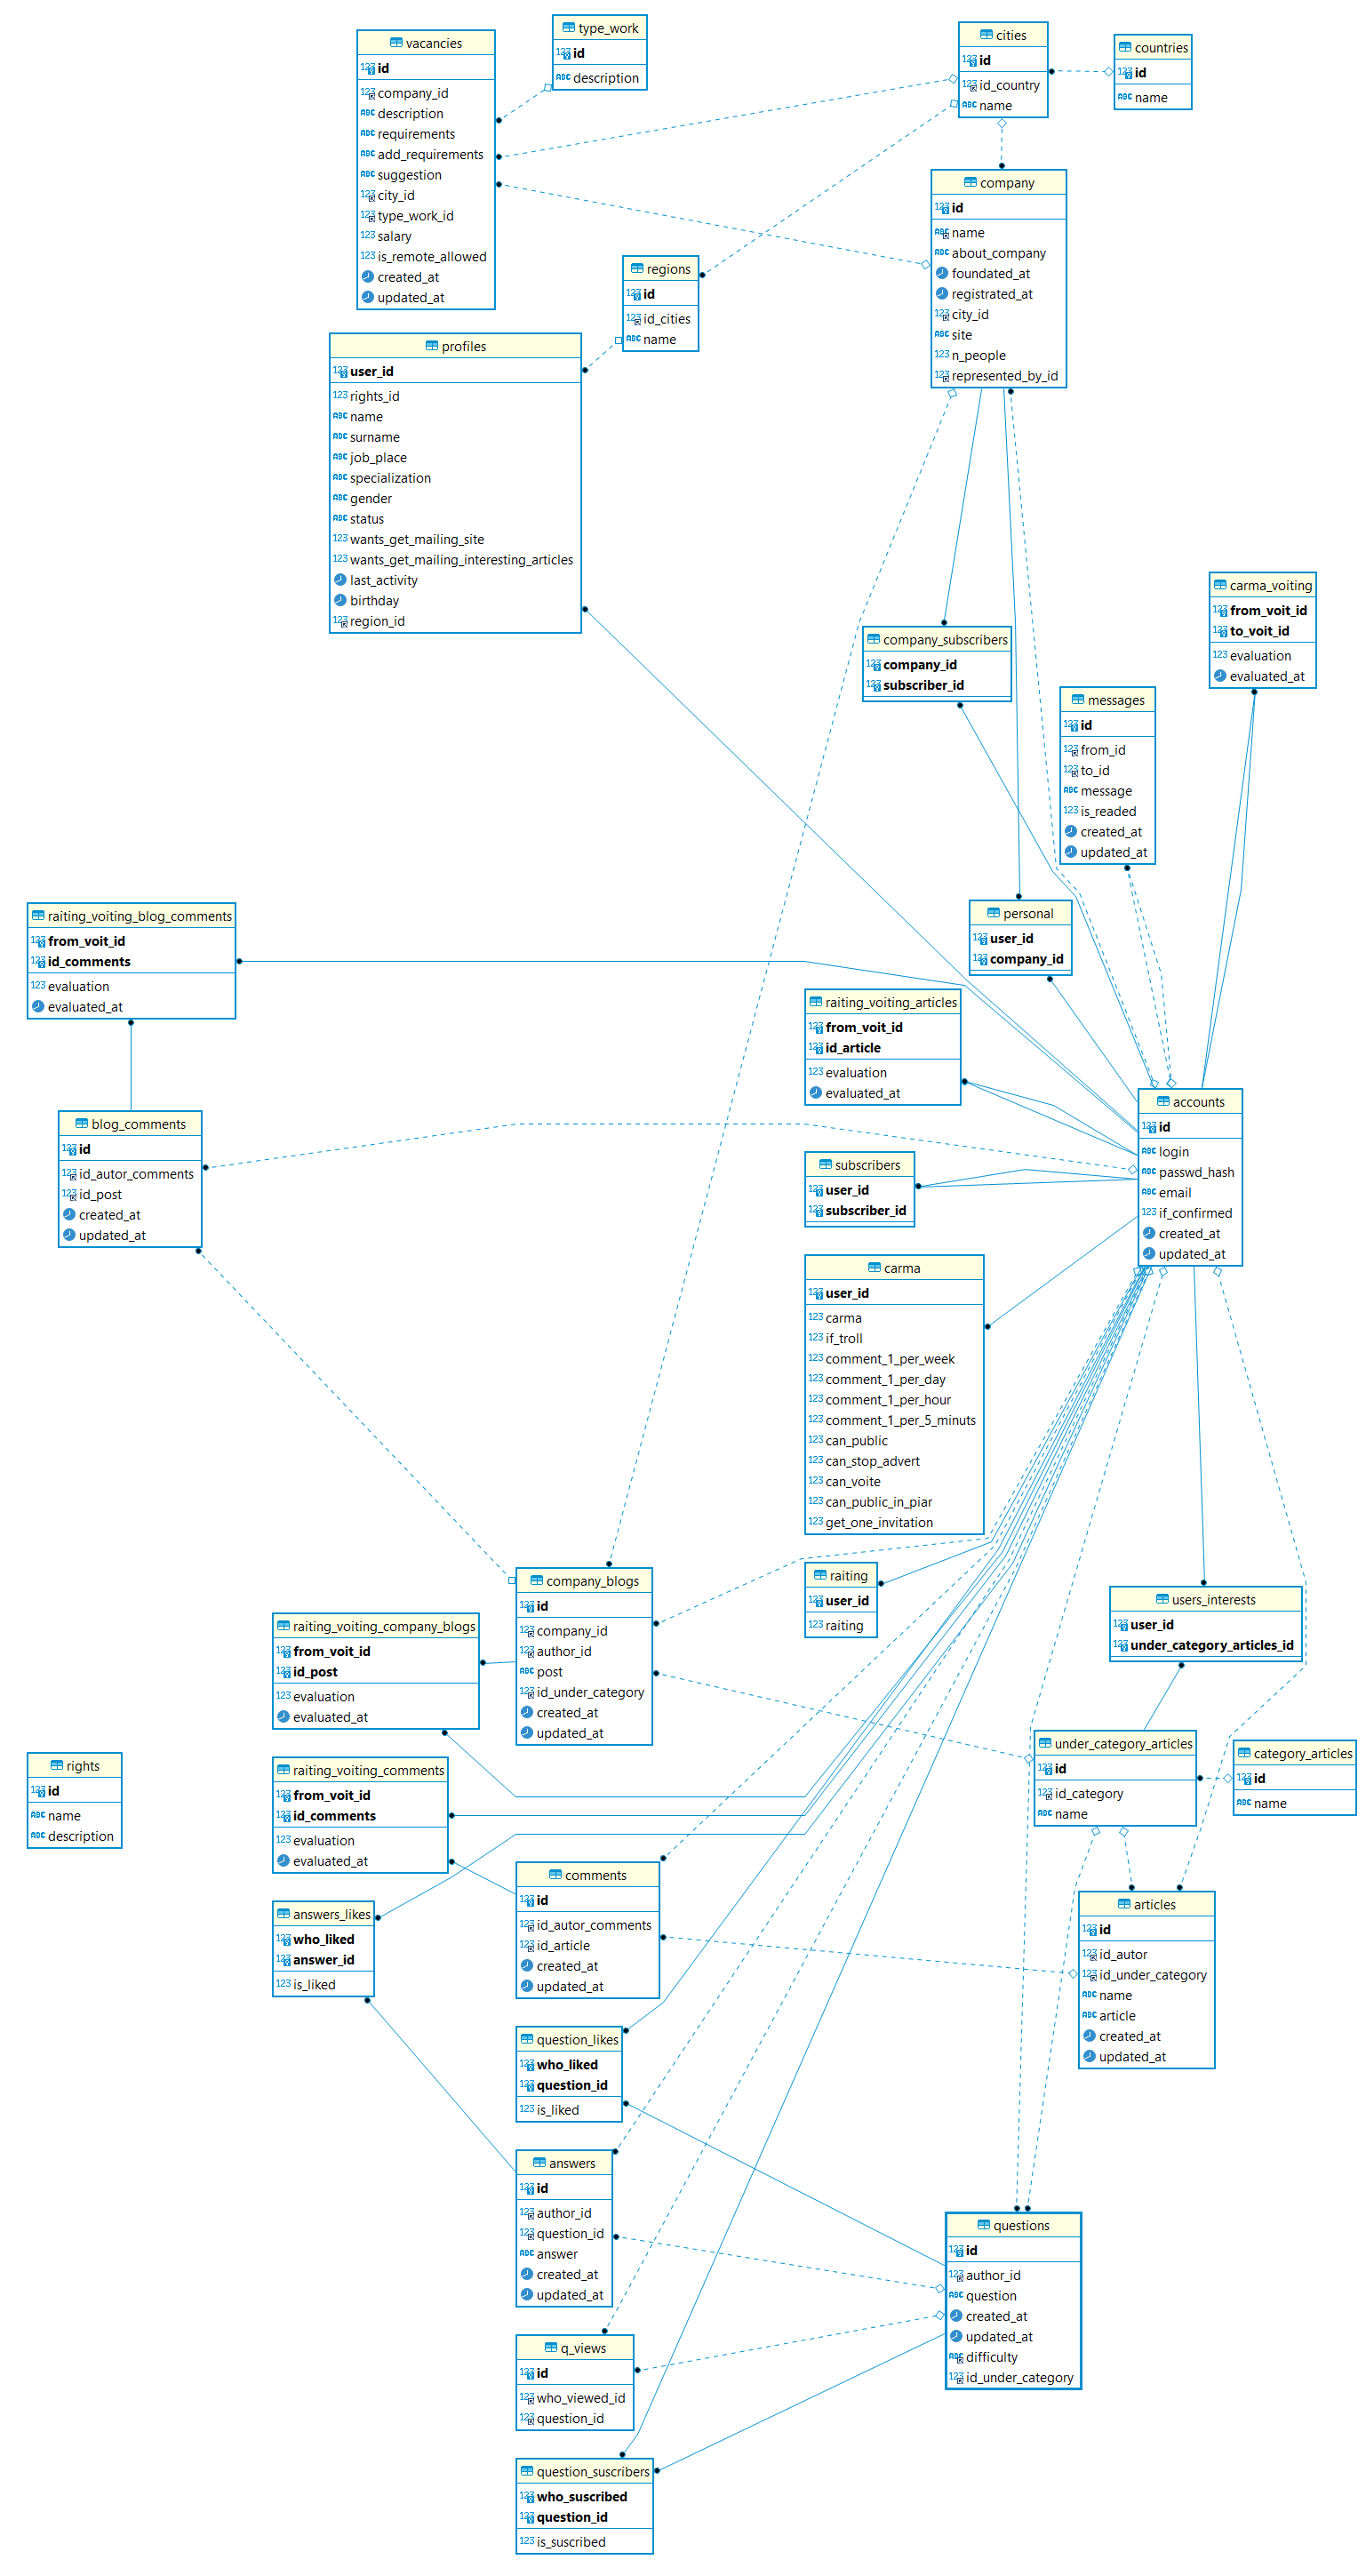 vacancies
id
company_id
description
requirements
add_requirements
suggestion
city_id
type_work_id
salary
is_remote_allowed
created_at
updated_at
type_work
id
description
cities
id
id_country
name
countries
id
name
company
id
name
about_company
foundated_at
registrated_at
city_id
site
n_people
represented_by_id
regions
id
id_cities
name
profiles
user_id
rights_id
name
surname
job_place
specialization
gender
status
wants_get_mailing_site
wants_get_mailing_interesting_articles
last_activity
birthday
region_id
carma_voiting
from_voit_id
to_voit_id
evaluation
evaluated_at
company_subscribers
company_id
subscriber_id
messages
id
from_id
to_id
message
is_readed
created_at
updated_at
raiting_voiting_blog_comments
from_voit_id
id_comments
evaluation
evaluated_at
personal
user_id
company_id
raiting_voiting_articles
from_voit_id
id_article
evaluation
evaluated_at
accounts
id
login
passwd_hash
email
if_confirmed
created_at
updated_at
blog_comments
id
id_autor_comments
id_post
created_at
updated_at
subscribers
user_id
subscriber_id
carma
user_id
carma
if_troll
comment_1_per_week
comment_1_per_day
comment_1_per_hour
comment_1_per_5_minuts
can_public
can_stop_advert
can_voite
can_public_in_piar
get_one_invitation
company_blogs
id
company_id
author_id
post
id_under_category
created_at
updated_at
raiting
user_id
raiting
users_interests
user_id
under_category_articles_id
raiting_voiting_company_blogs
from_voit_id
id_post
evaluation
evaluated_at
under_category_articles
id
id_category
name
category_articles
id
name
rights
id
name
description
raiting_voiting_comments
from_voit_id
id_comments
evaluation
evaluated_at
comments
id
id_autor_comments
id_article
created_at
updated_at
articles
id
id_autor
id_under_category
name
article
created_at
updated_at
answers_likes
who_liked
answer_id
is_liked
question_likes
who_liked
question_id
is_liked
answers
id
author_id
question_id
answer
created_at
updated_at
questions
id
author_id
question
created_at
updated_at
difficulty
id_under_category
q_views
id
who_viewed_id
question_id
question_suscribers
who_suscribed
question_id
is_suscribed